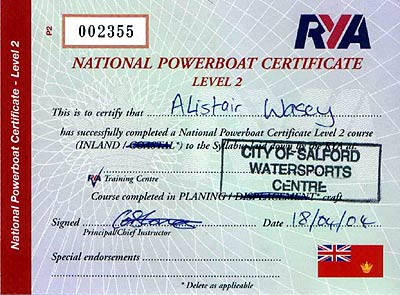 P2
002355
RYA
National Powerboat Certificate - Level 2
NATIONAL POWERBOAT CERTIFICATE
LEVEL 2
This is to certify that Alistair Wasey
has successfully completed a National Powerboat Certificate Level 2 course
(INLAND / COASTAL*) to the Syllabus laid down by the RYA at
CITY OF SALFORD
WATERSPORTS
CENTRE
RYA Training Centre
Course completed in PLANING / DISPLACEMENT* craft
Signed Date 18/04/04
Principal/Chief Instructor
Special endorsements
* Delete as applicable